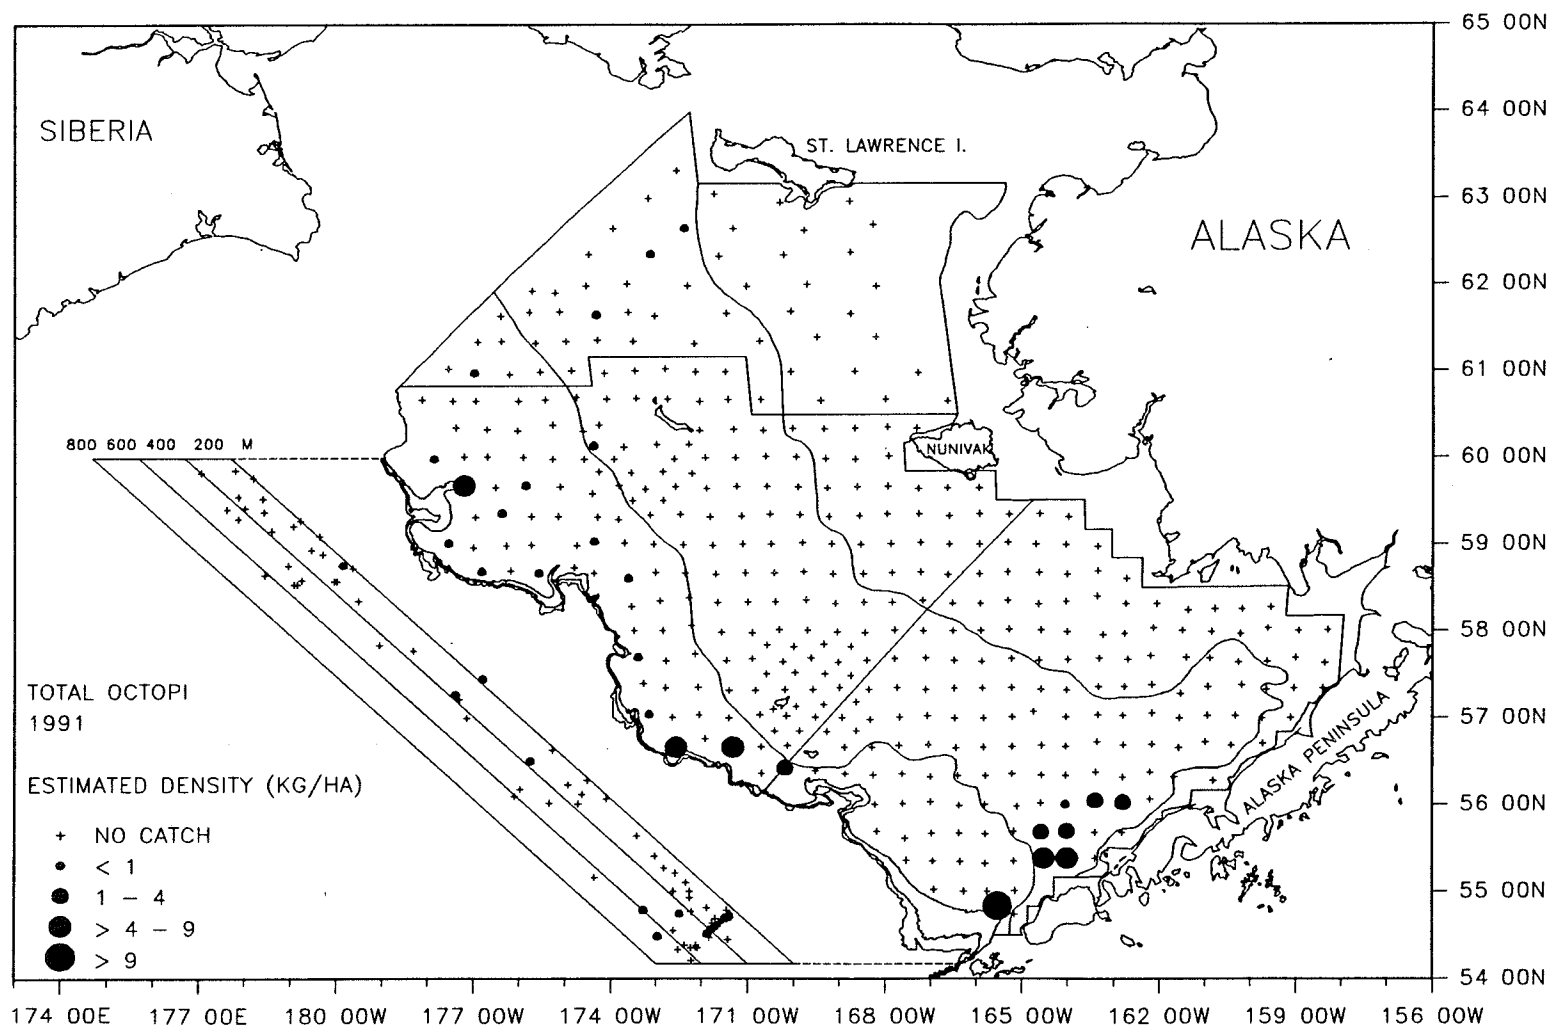 65 00N
64 00N
SIBERIA
ST. LAWRENCE I.
63 00N
ALASKA
62 00N
61 00N
800 600 400 200 M
NUNIVAK
60 00N
59 00N
58 00N
TOTAL OCTOPI
1991
57 00N
ALASKA PENINSULA
ESTIMATED DENSITY (KG/HA)
56 00N
+ NO CATCH
< 1
1 – 4
55 00N
> 4 – 9
> 9
54 00N
174 00E 177 00E 180 00W 177 00W 174 00W 171 00W 168 00W 165 00W 162 00W 159 00W 156 00W